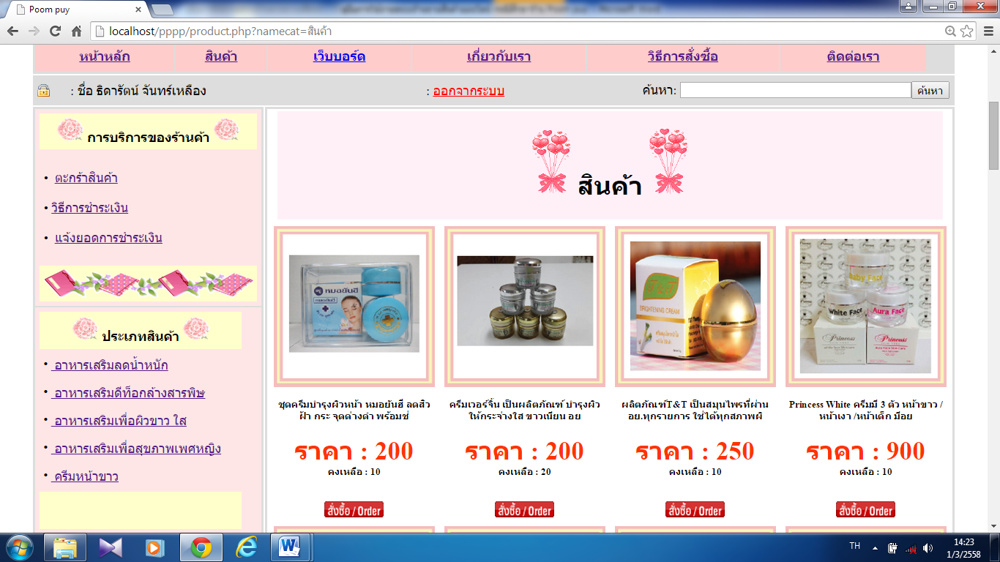 Poom puy
localhost/pppp/product.php?namecat=สินค้า
หน้าหลัก สินค้า เว็บบอร์ด เกี่ยวกับเรา วิธีการสั่งซื้อ ติดต่อเรา
: ชื่อ ธิดารัตน์ จันทร์เหลือง : ออกจากระบบ ค้นหา: ค้นหา
การบริการของร้านค้า
• ตะกร้าสินค้า
• วิธีการชำระเงิน
• แจ้งยอดการชำระเงิน
ประเภทสินค้า
• อาหารเสริมลดน้ำหนัก
• อาหารเสริมดีท็อกล้างสารพิษ
• อาหารเสริมเพื่อผิวขาว ใส
• อาหารเสริมเพื่อสุขภาพเพศหญิง
• ครีมหน้าขาว
สินค้า
หมอยันฮี
หมอยันฮี
ชุดครีมบำรุงผิวหน้า หมอยันฮี ลดสิว
ฝ้า กระ จุดด่างดำ พร้อมซ่
ราคา : 200
คงเหลือ : 10
สั่งซื้อ / Order
ครีมเวอร์จิ้น เป็นผลิตภัณฑ์ บำรุงผิว
ให้กระจ่างใส ขาวเนียน อย
ราคา : 200
คงเหลือ : 20
สั่งซื้อ / Order
T&T
BRIGHTENING CREAM
ผลิตภัณฑ์T&T เป็นสมุนไพรที่ผ่าน
อย.ทุกรายการ ใช้ได้ทุกสภาพผิ
ราคา : 250
คงเหลือ : 10
สั่งซื้อ / Order
Baby Face
White Face
Aura Face
Princess
Princess
Princess White ครีมมี 3 ตัว หน้าขาว /
หน้าเงา /หน้าเด็ก มีอย
ราคา : 900
คงเหลือ : 10
สั่งซื้อ / Order
TH
14:23
1/3/2558